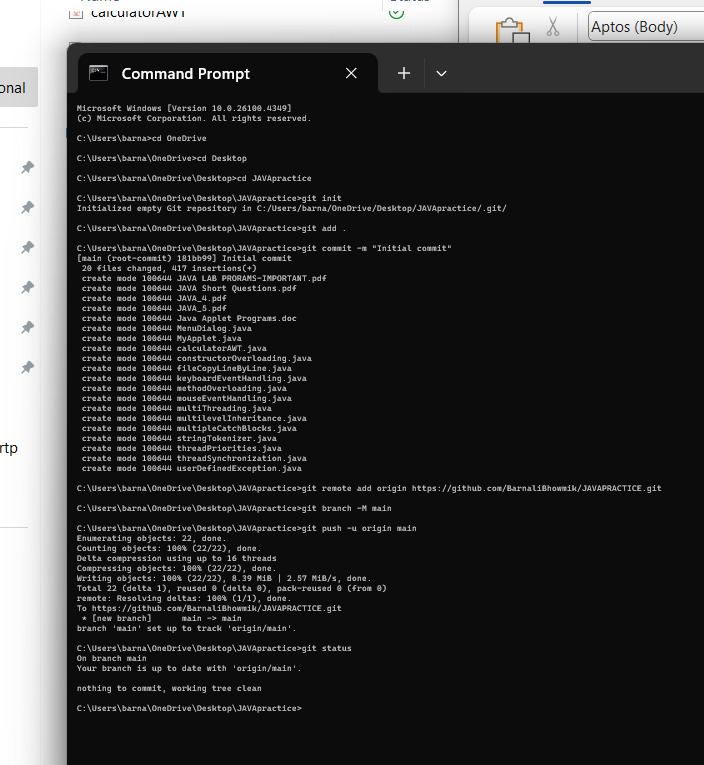 calculatorAWT
Aptos (Body)
onal
Command Prompt
Microsoft Windows [Version 10.0.26100.4349]
(c) Microsoft Corporation. All rights reserved.
C:\Users\barna>cd OneDrive
C:\Users\barna\OneDrive>cd Desktop
C:\Users\barna\OneDrive\Desktop>cd JAVApractice
C:\Users\barna\OneDrive\Desktop\JAVApractice>git init
Initialized empty Git repository in C:/Users/barna/OneDrive/Desktop/JAVApractice/.git/
C:\Users\barna\OneDrive\Desktop\JAVApractice>git add .
C:\Users\barna\OneDrive\Desktop\JAVApractice>git commit -m "Initial commit"
[main (root-commit) 181bb99] Initial commit
20 files changed, 417 insertions(+)
create mode 100644 JAVA LAB PRORAMS-IMPORTANT.pdf
create mode 100644 JAVA Short Questions.pdf
create mode 100644 JAVA_4.pdf
create mode 100644 JAVA_5.pdf
create mode 100644 Java Applet Programs.doc
create mode 100644 MenuDialog.java
create mode 100644 MyApplet.java
create mode 100644 calculatorAWT.java
create mode 100644 constructorOverloading.java
create mode 100644 fileCopyLineByLine.java
create mode 100644 keyboardEventHandling.java
create mode 100644 methodOverloading.java
create mode 100644 mouseEventHandling.java
create mode 100644 multiThreading.java
create mode 100644 multilevelInheritance.java
create mode 100644 multipleCatchBlocks.java
create mode 100644 stringTokenizer.java
create mode 100644 threadPriorities.java
create mode 100644 threadSynchronization.java
create mode 100644 userDefinedException.java
rtp
C:\Users\barna\OneDrive\Desktop\JAVApractice>git remote add origin https://github.com/BarnaliBhowmik/JAVAPRACTICE.git
C:\Users\barna\OneDrive\Desktop\JAVApractice>git branch -M main
C:\Users\barna\OneDrive\Desktop\JAVApractice>git push -u origin main
Enumerating objects: 22, done.
Counting objects: 100% (22/22), done.
Delta compression using up to 16 threads
Compressing objects: 100% (22/22), done.
Writing objects: 100% (22/22), 8.39 MiB | 2.57 MiB/s, done.
Total 22 (delta 1), reused 0 (delta 0), pack-reused 0 (from 0)
remote: Resolving deltas: 100% (1/1), done.
To https://github.com/BarnaliBhowmik/JAVAPRACTICE.git
* [new branch]      main -> main
branch 'main' set up to track 'origin/main'.
C:\Users\barna\OneDrive\Desktop\JAVApractice>git status
On branch main
Your branch is up to date with 'origin/main'.
nothing to commit, working tree clean
C:\Users\barna\OneDrive\Desktop\JAVApractice>